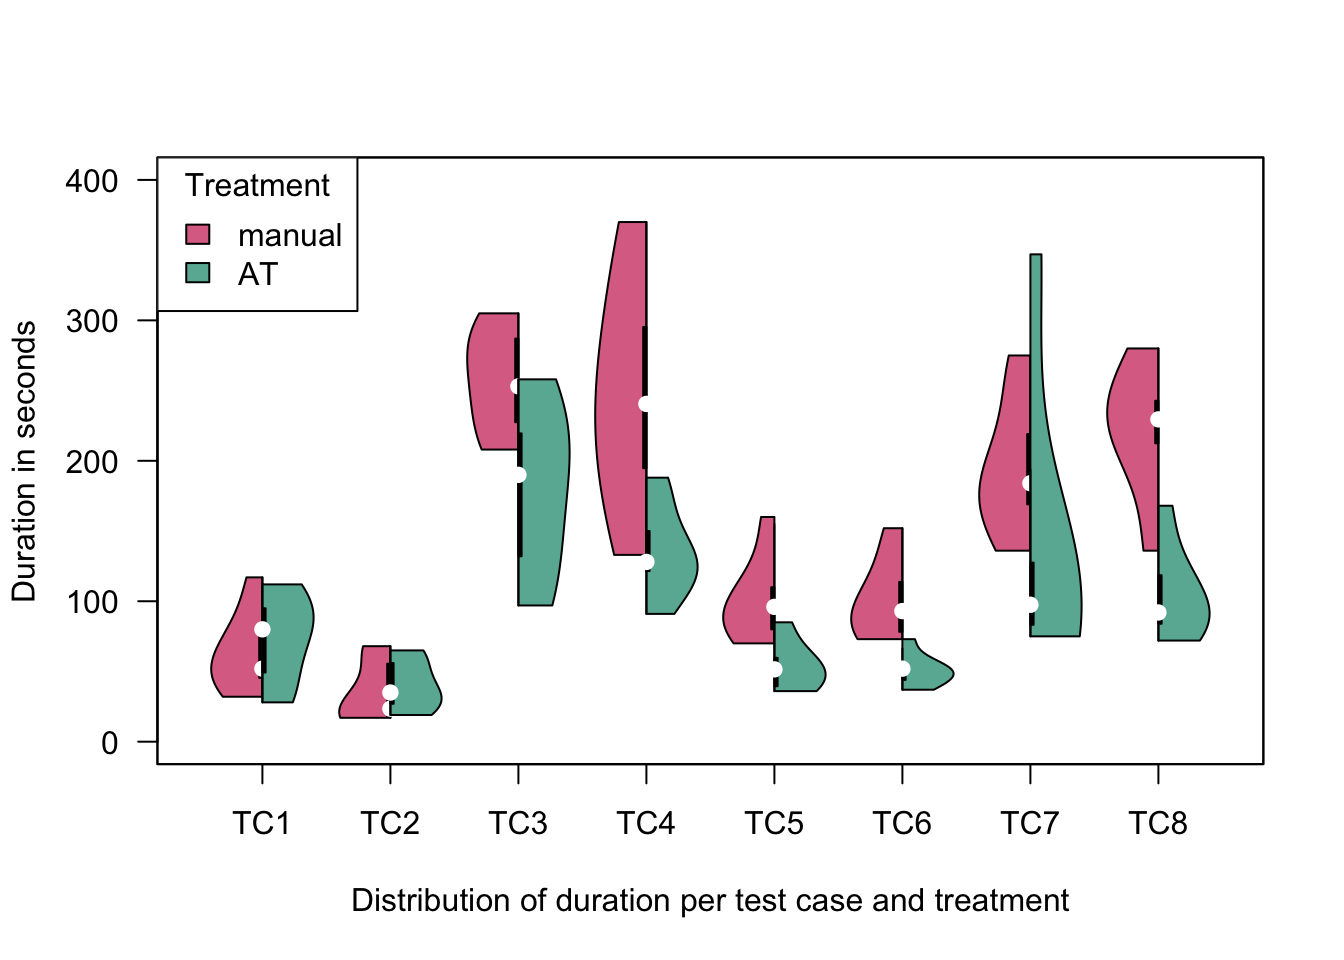 Treatment
manual
AT
400
300
200
100
0
Duration in seconds
TC1 TC2 TC3 TC4 TC5 TC6 TC7 TC8
Distribution of duration per test case and treatment